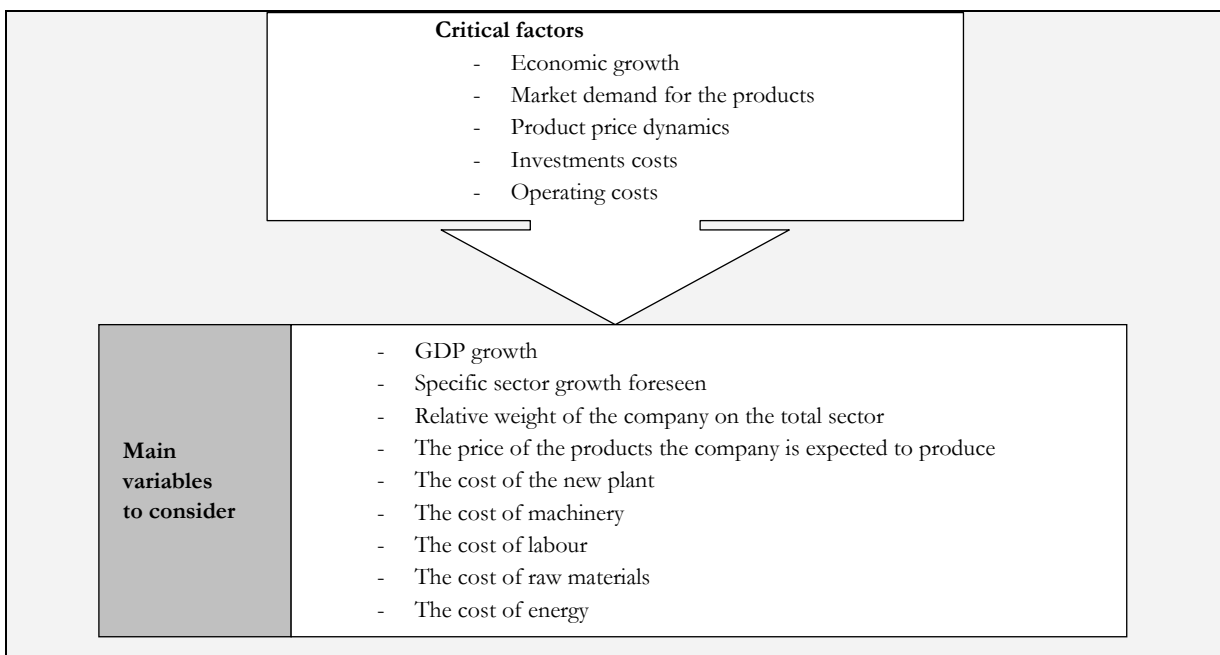 Critical factors
- Economic growth
- Market demand for the products
- Product price dynamics
- Investments costs
- Operating costs
Main
variables
to consider
- GDP growth
- Specific sector growth foreseen
- Relative weight of the company on the total sector
- The price of the products the company is expected to produce
- The cost of the new plant
- The cost of machinery
- The cost of labour
- The cost of raw materials
- The cost of energy